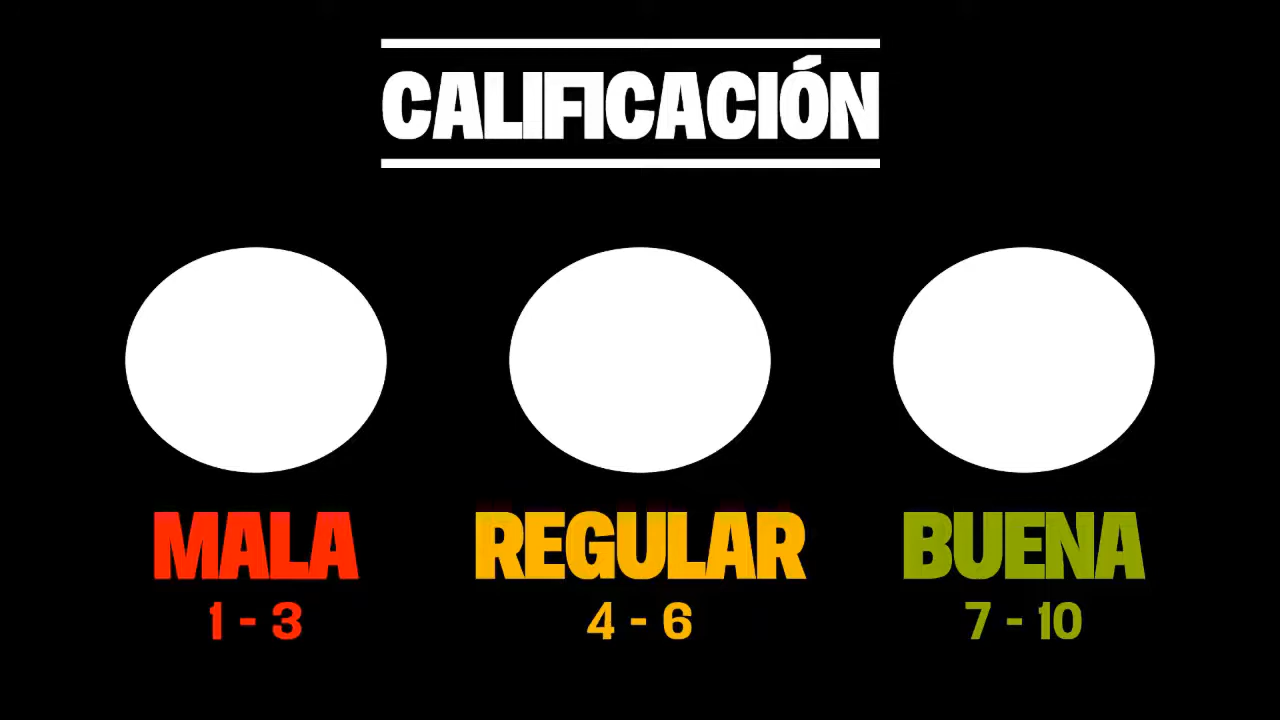 CALIFICACIÓN
MALA
1 - 3
REGULAR
4 - 6
BUENA
7 - 10